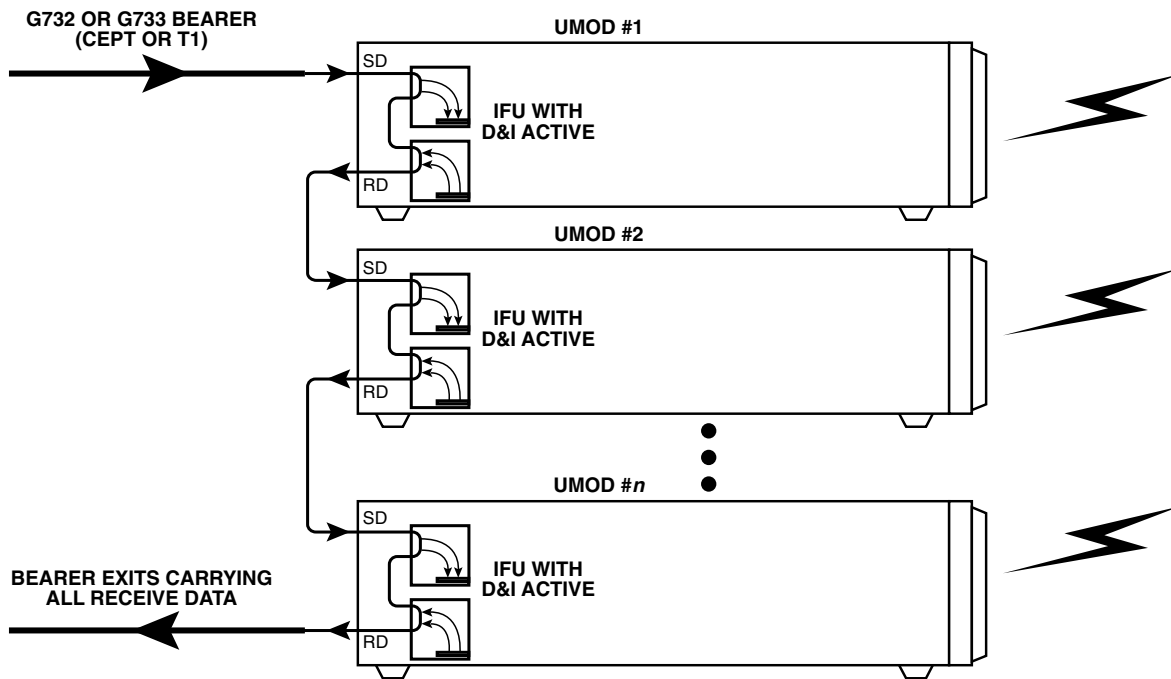 G732 OR G733 BEARER
(CEPT OR T1)
UMOD #1
SD
IFU WITH
D&I ACTIVE
RD
UMOD #2
SD
IFU WITH
D&I ACTIVE
RD
UMOD #n
SD
IFU WITH
D&I ACTIVE
BEARER EXITS CARRYING
ALL RECEIVE DATA
RD